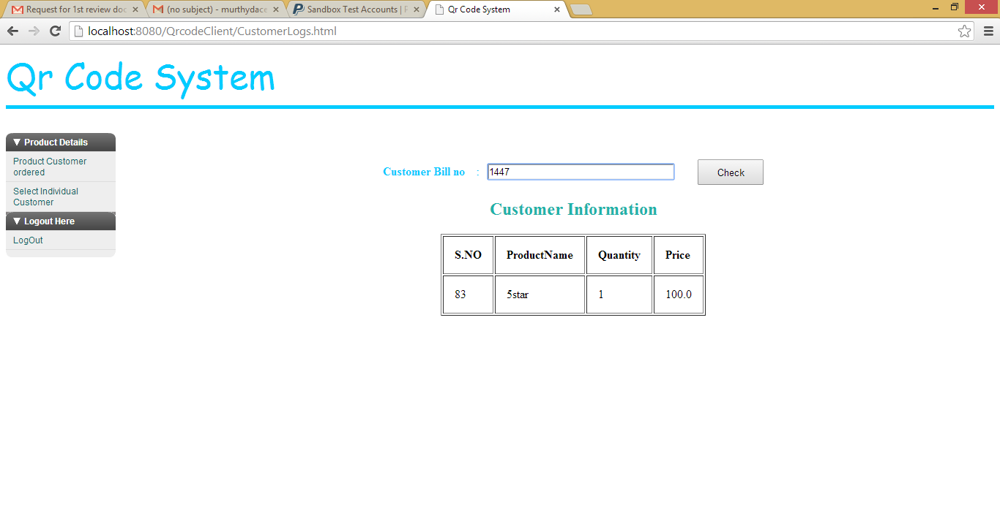 Request for 1st review doc
(no subject) - murthydace
Sandbox Test Accounts |
Qr Code System
localhost:8080/QrcodeClient/CustomerLogs.html
Qr Code System
▼ Product Details
Product Customer
ordered
Select Individual
Customer
▼ Logout Here
LogOut
Customer Bill no : 1447 Check
Customer Information
S.NO ProductName Quantity Price
83 5star 1 100.0